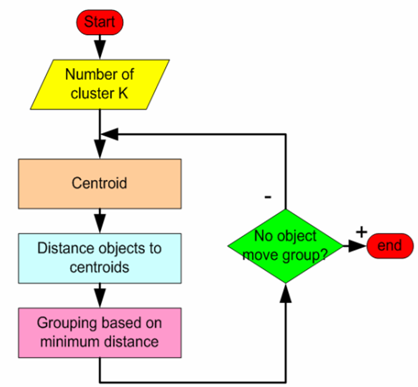 Start
Number of
cluster K
Centroid
Distance objects to
centroids
Grouping based on
minimum distance
-
No object
move group?
+
end